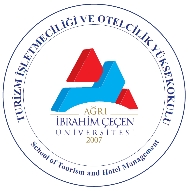 TURİZM İŞLETMECİLİĞİ VE OTELCİLİK YÜKSEKOKULU
AĞRI
İBRAHİM ÇEÇEN
ÜNİVERSİTESİ
2007
School of Tourism and Hotel Management